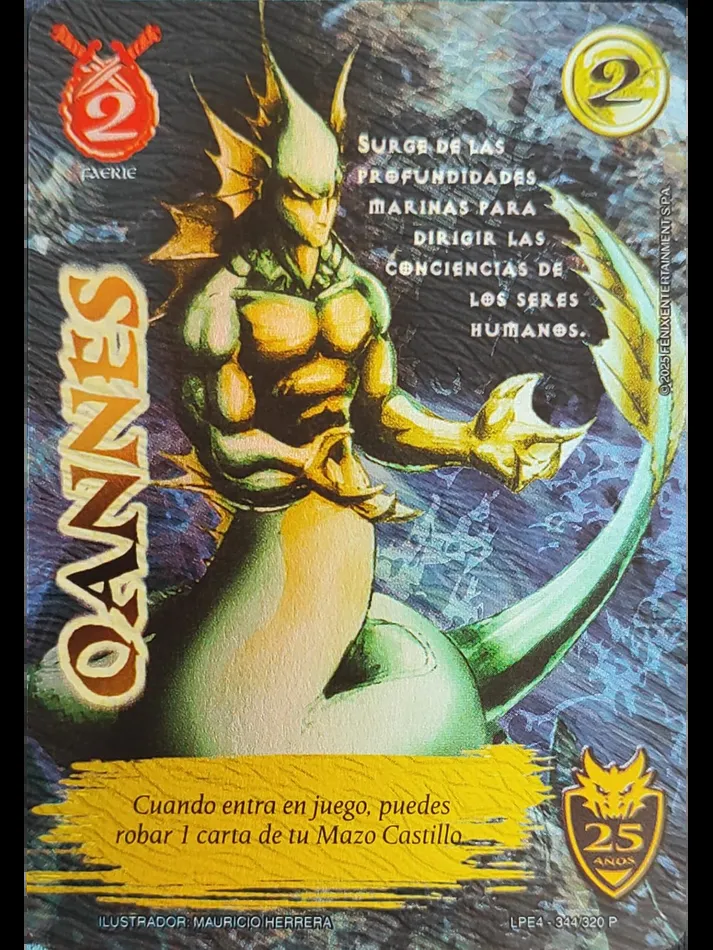 2
FAERIE
2
SURGE DE LAS
PROFUNDIDADES
MARINAS PARA
DIRIGIR LAS
CONCIENCIAS DE
LOS SERES
HUMANOS.
©2025 FENIXENTERTAINMENT S.P.A.
OANNES
Cuando entra en juego, puedes
robar 1 carta de tu Mazo Castillo
25
AÑOS
ILUSTRADOR: MAURICIO HERRERA
LPE4 - 344/320 P